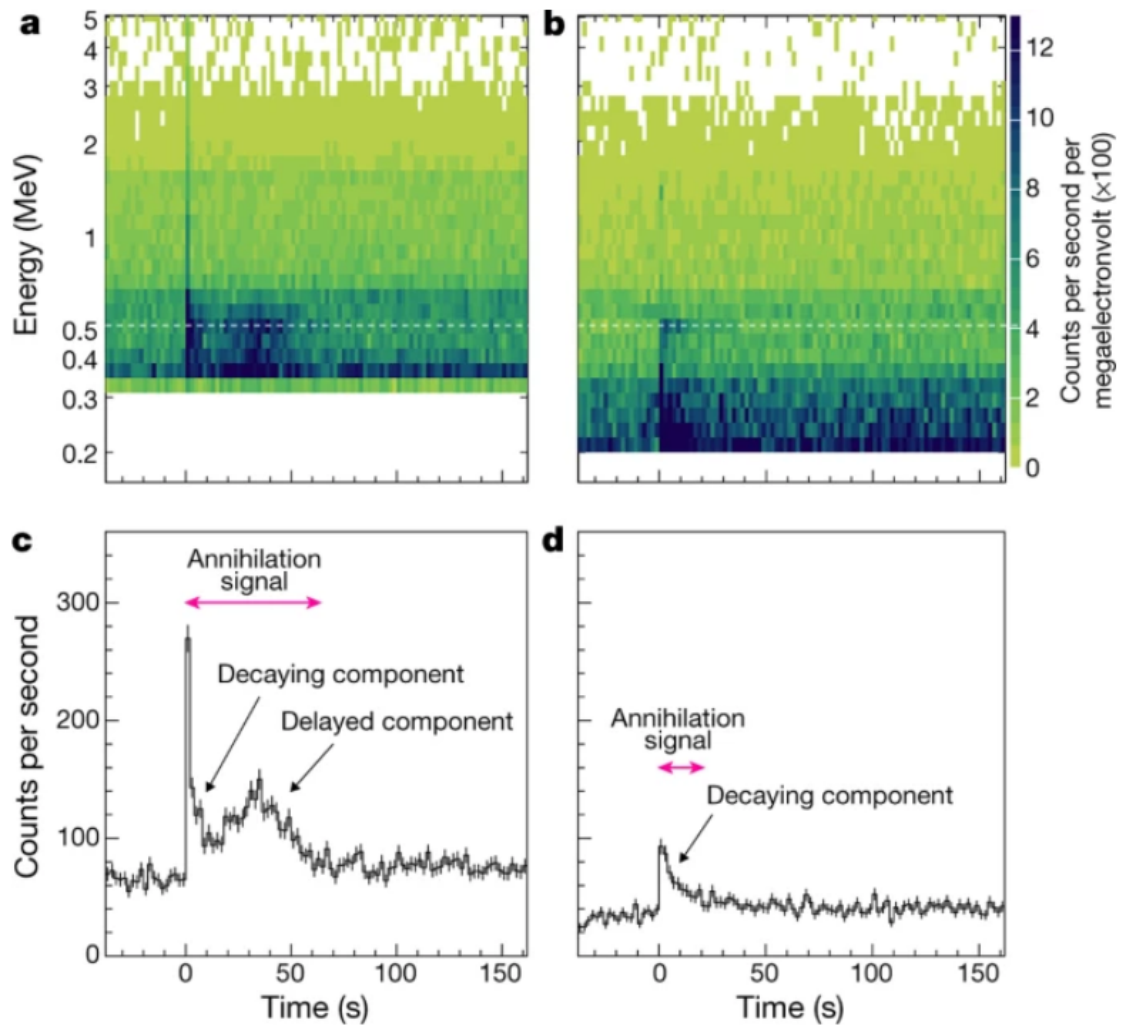 a
b
5
4
3
2
1
0.5
0.4
0.3
0.2
Energy (MeV)
12
10
8
6
4
2
0
Counts per second per
megaelectronvolt (×100)
c
d
Annihilation
signal
300
Decaying component
200
Delayed component
100
0
Counts per second
Annihilation
signal
Decaying component
0
50
100
150
Time (s)
0
50
100
150
Time (s)